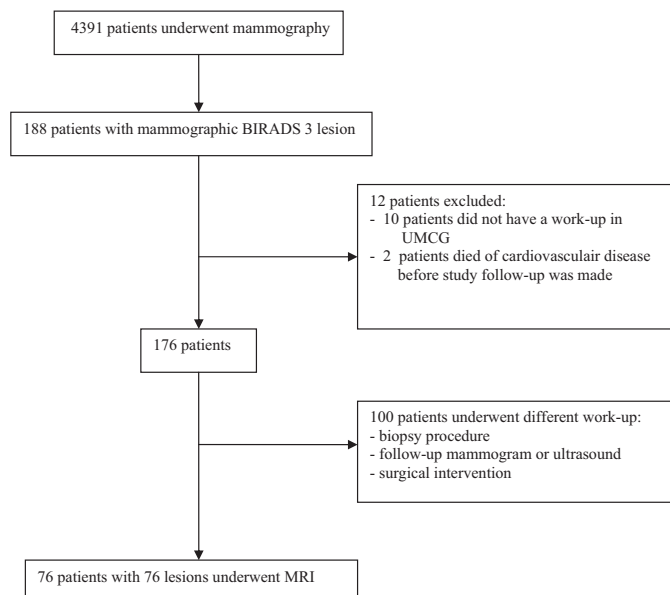 4391 patients underwent mammography
188 patients with mammographic BIRADS 3 lesion
12 patients excluded:
- 10 patients did not have a work-up in
UMCG
- 2 patients died of cardiovasculair disease
before study follow-up was made
176 patients
100 patients underwent different work-up:
- biopsy procedure
- follow-up mammogram or ultrasound
- surgical intervention
76 patients with 76 lesions underwent MRI